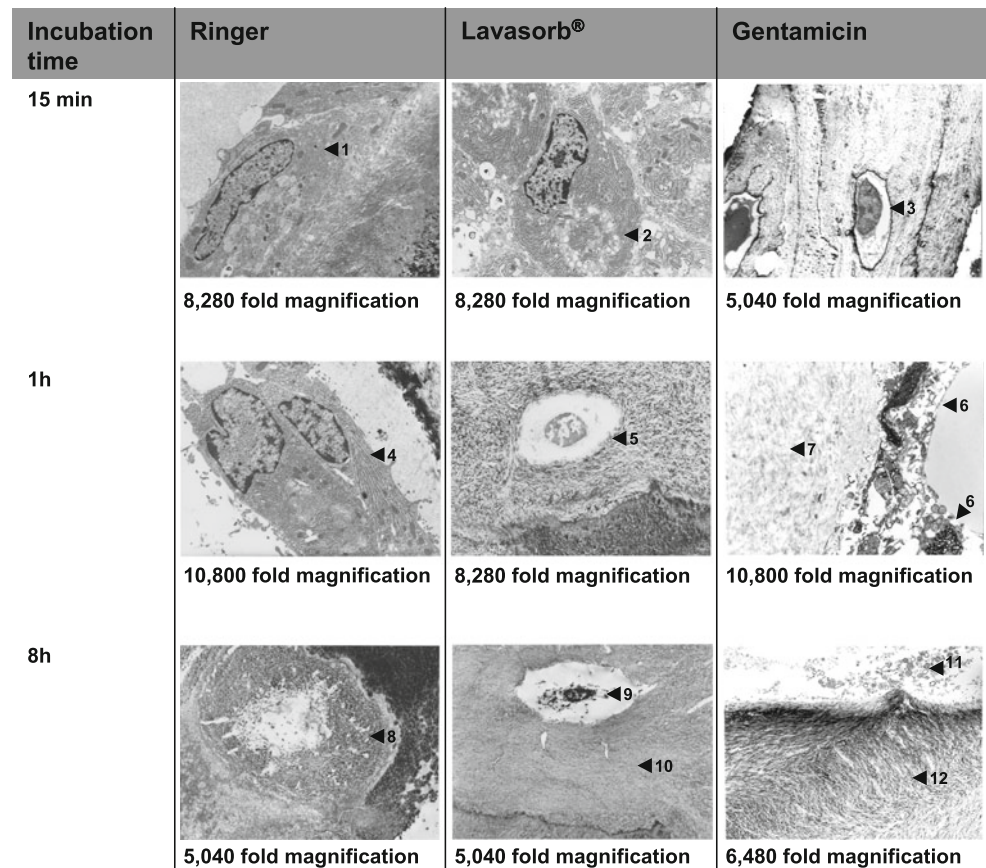 Incubation time
Ringer
Lavasorb®
Gentamicin
15 min
1
2
3
8,280 fold magnification
8,280 fold magnification
5,040 fold magnification
1h
4
5
6
7
6
10,800 fold magnification
8,280 fold magnification
10,800 fold magnification
8h
8
9
10
11
12
5,040 fold magnification
5,040 fold magnification
6,480 fold magnification